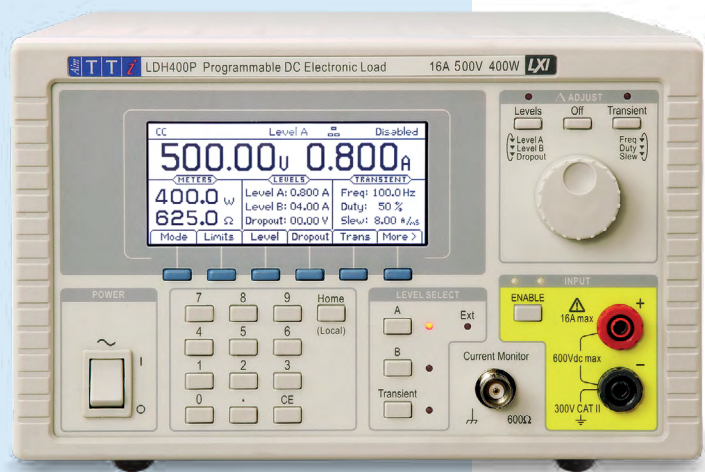 Aim TTi LDH400P Programmable DC Electronic Load 16A 500V 400W LXI
CC Level A Disabled
500.00V 0.800A
METERS LEVELS TRANSIENT
400.0 W Level A: 0.800 A Freq: 100.0Hz
Level B: 04.00 A Duty: 50 %
625.0 Ω Dropout: 00.00 V Slew: 8.00 A/ms
Mode Limits Level Dropout Trans More >
ADJUST
Levels Off Transient
Level A Freq
Level B Duty
Dropout Slew
POWER
I
O
7 8 9 Home
(Local)
4 5 6
1 2 3
0 . CE
LEVEL SELECT
A Ext
B
Transient
Current Monitor
600Ω
INPUT
ENABLE
16A max
+
600Vdc max
−
300V CAT II